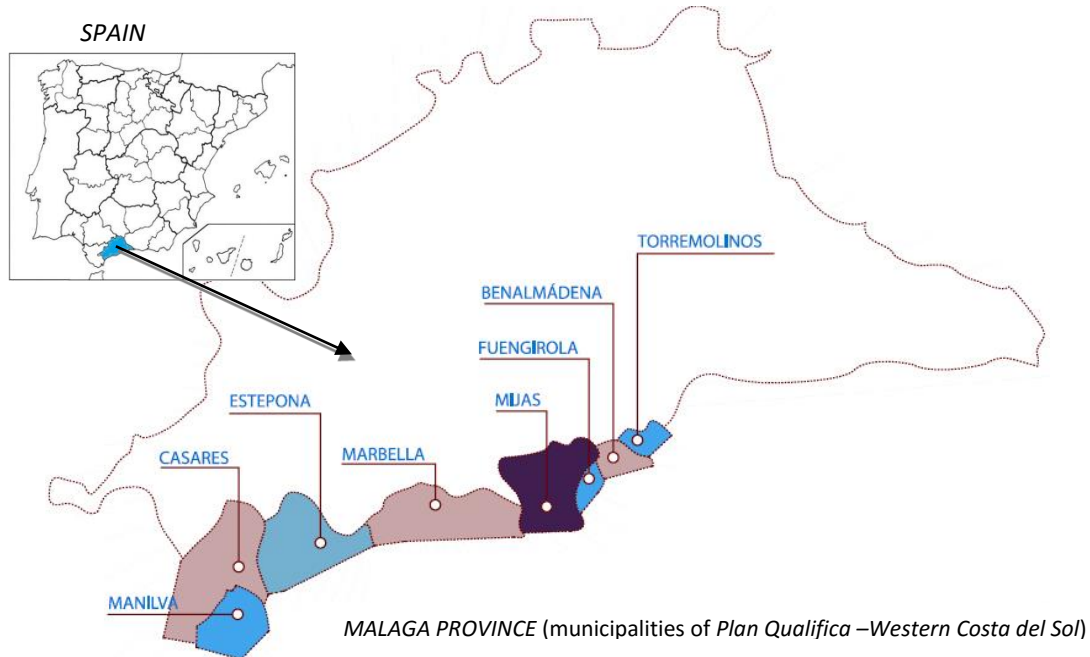 SPAIN
TORREMOLINOS
BENALMÁDENA
FUENGIROLA
ESTEPONA
MIJAS
CASARES
MARBELLA
MANILVA
MALAGA PROVINCE (municipalities of Plan Qualifica –Western Costa del Sol)